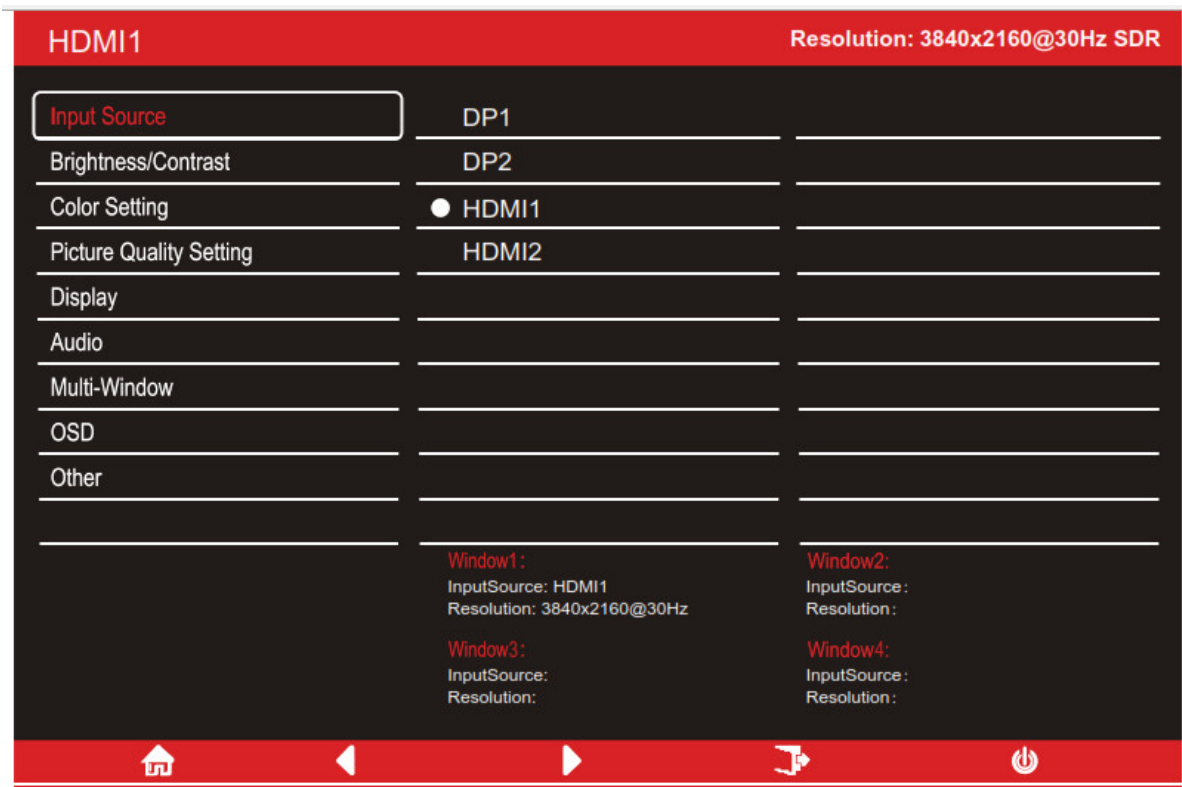 HDMI1
Resolution: 3840x2160@30Hz SDR
Input Source
Brightness/Contrast
Color Setting
Picture Quality Setting
Display
Audio
Multi-Window
OSD
Other
DP1
DP2
HDMI1
HDMI2
Window1:
InputSource: HDMI1
Resolution: 3840x2160@30Hz
Window2:
InputSource:
Resolution:
Window3:
InputSource:
Resolution:
Window4:
InputSource:
Resolution: